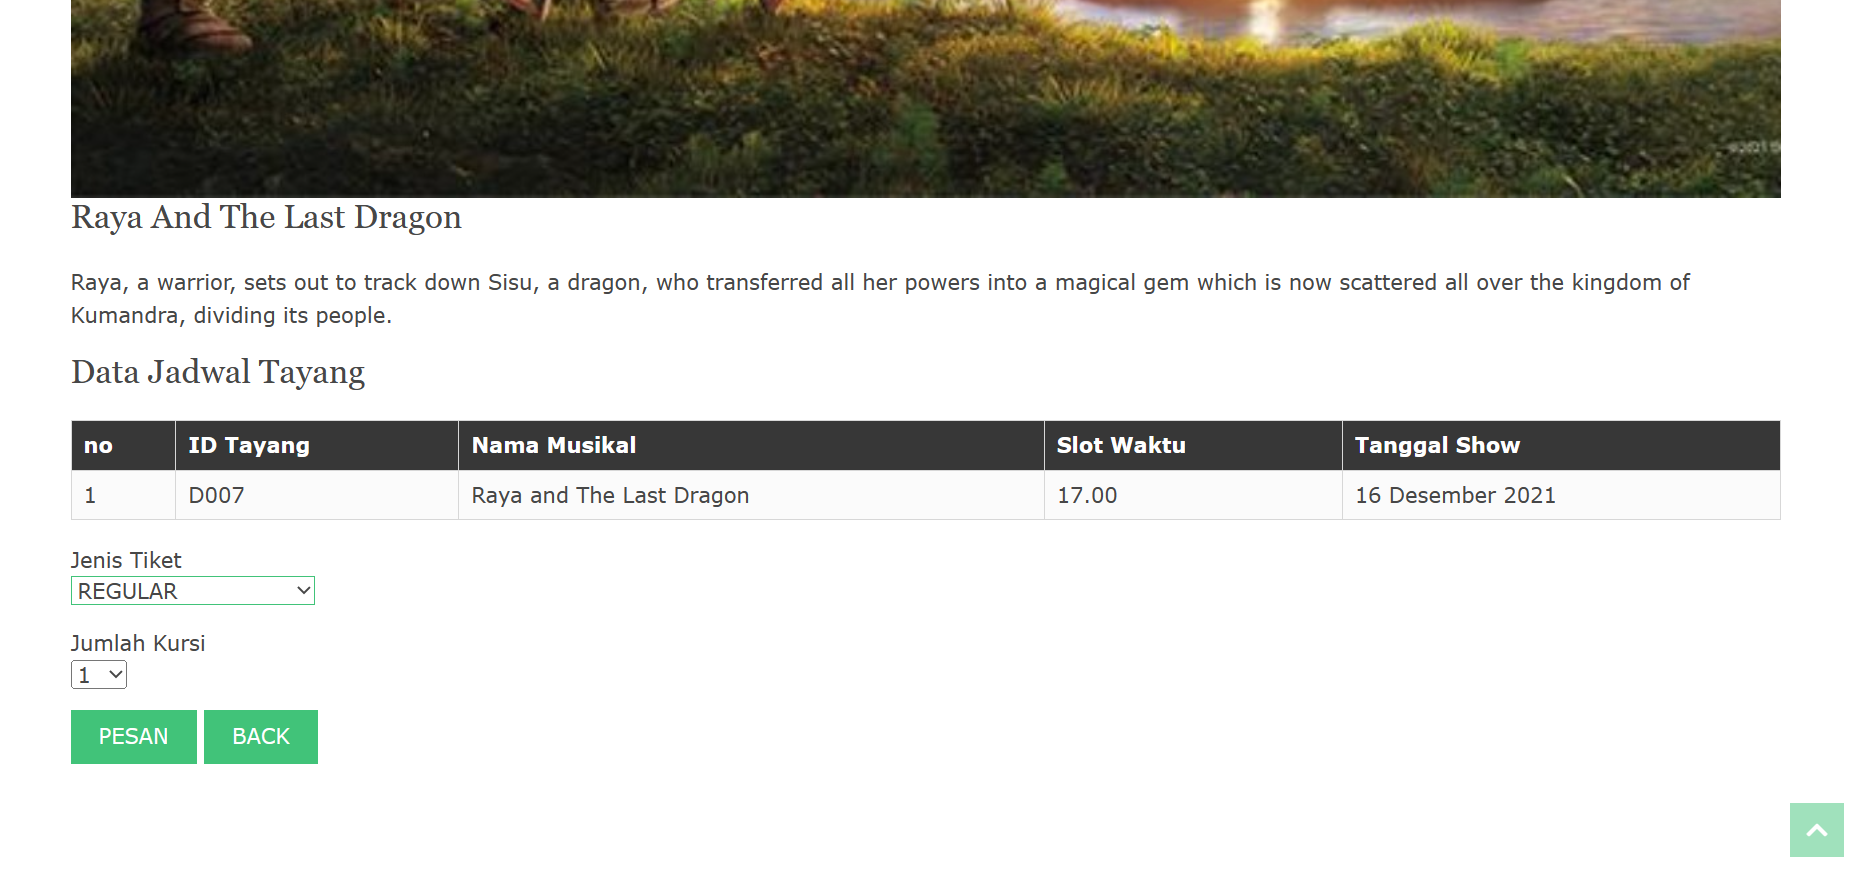 Raya And The Last Dragon
Raya, a warrior, sets out to track down Sisu, a dragon, who transferred all her powers into a magical gem which is now scattered all over the kingdom of
Kumandra, dividing its people.
Data Jadwal Tayang
no ID Tayang Nama Musikal Slot Waktu Tanggal Show
1 D007 Raya and The Last Dragon 17.00 16 Desember 2021
Jenis Tiket
REGULAR
Jumlah Kursi
1
PESAN BACK